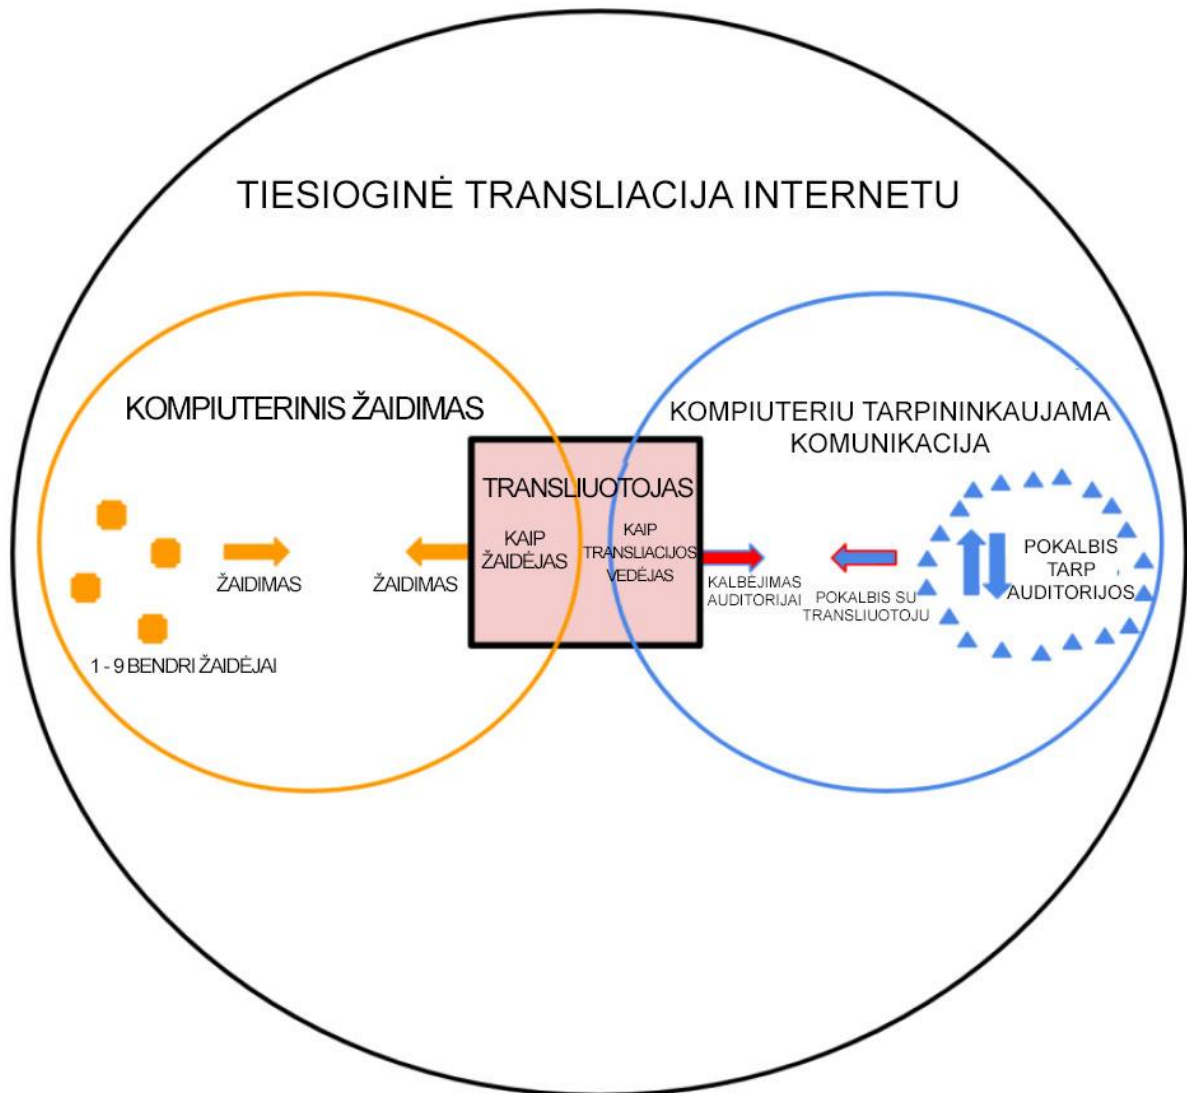 TIESIOGINĖ TRANSLIACIJA INTERNETU
KOMPIUTERINIS ŽAIDIMAS
ŽAIDIMAS
ŽAIDIMAS
1 - 9 BENDRI ŽAIDĖJAI
TRANSLIUOTOJAS
KAIP
ŽAIDĖJAS
KAIP
TRANSLIACIJOS
VEDĖJAS
KOMPIUTERIU TARPININKAUJAMA
KOMUNIKACIJA
KALBĖJIMAS
AUDITORIJAI
POKALBIS SU
TRANSLIUOTOJU
POKALBIS
TARP
AUDITORIJOS